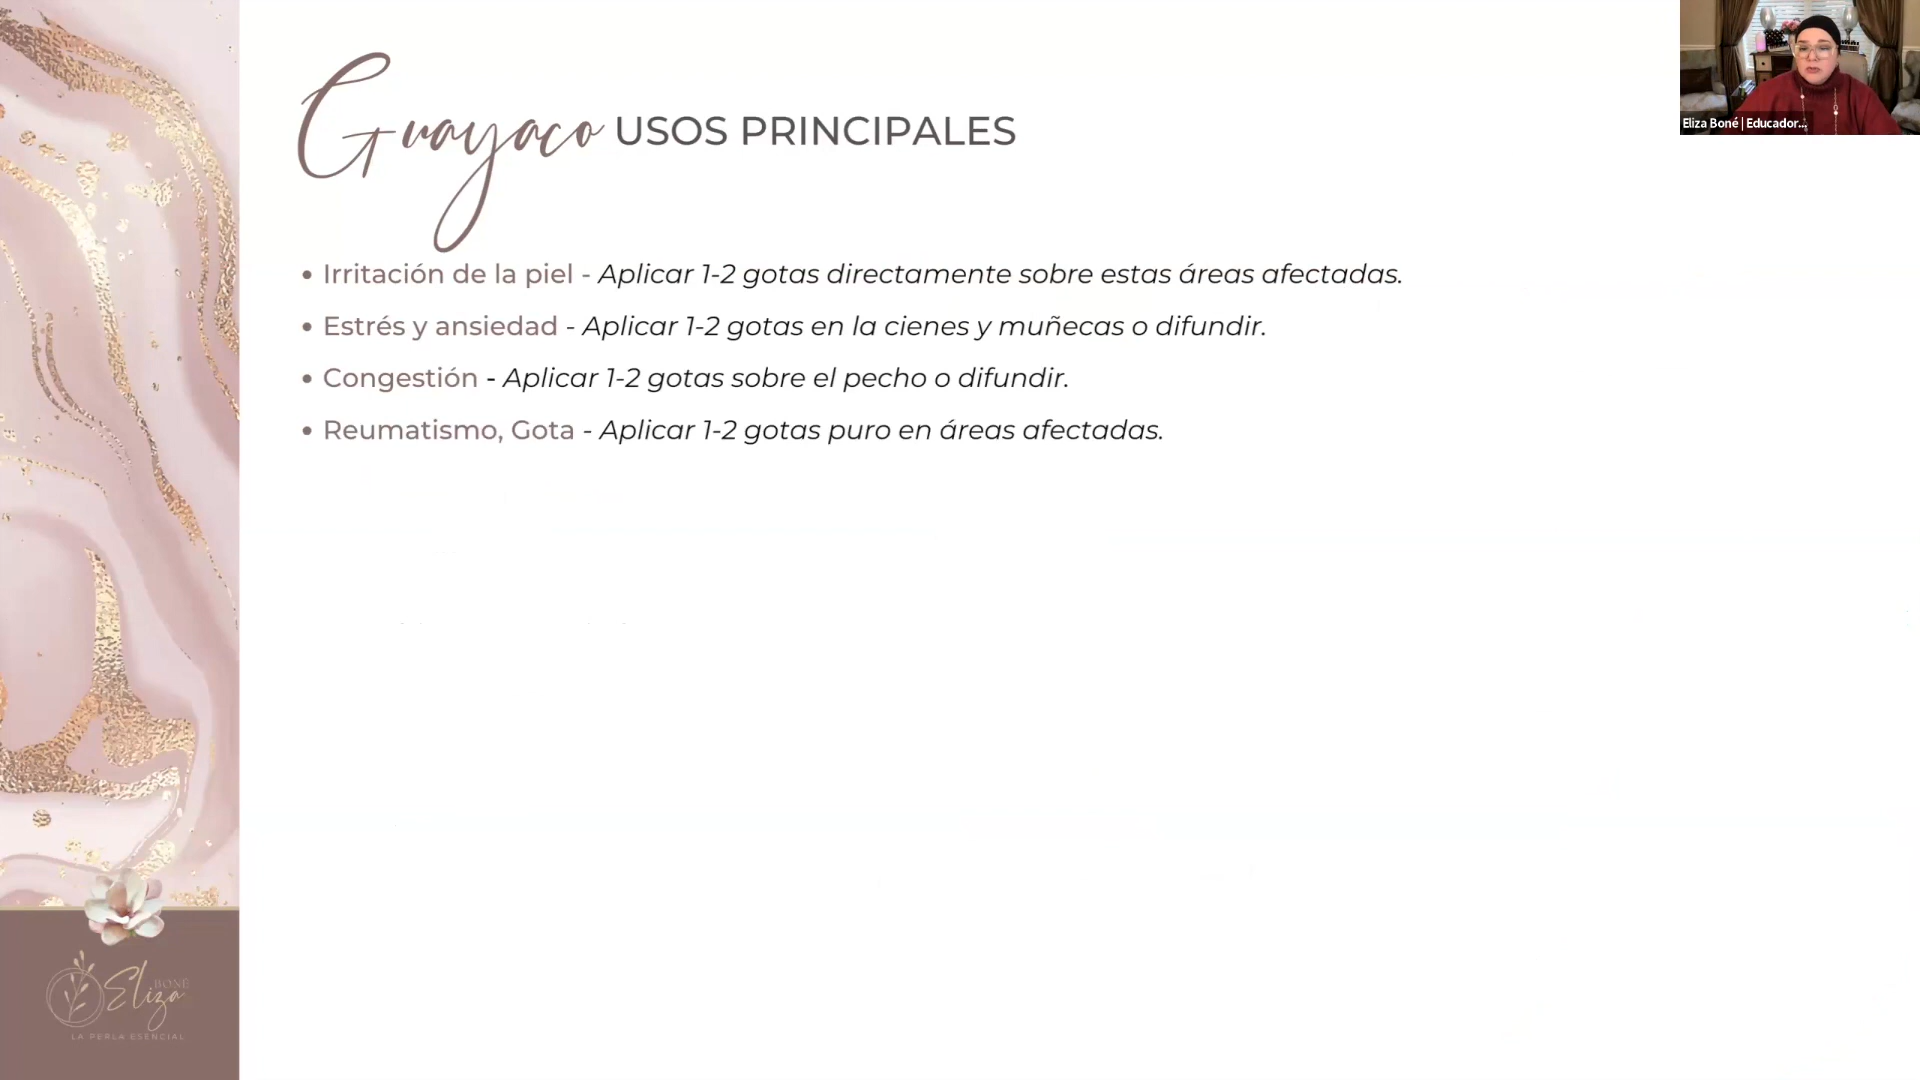 Guayaco USOS PRINCIPALES
Eliza Boné | Educador...
• Irritación de la piel - Aplicar 1-2 gotas directamente sobre estas áreas afectadas.
• Estrés y ansiedad - Aplicar 1-2 gotas en la cienes y muñecas o difundir.
• Congestión - Aplicar 1-2 gotas sobre el pecho o difundir.
• Reumatismo, Gota - Aplicar 1-2 gotas puro en áreas afectadas.
Eliza BONÉ
LA PERLA ESENCIAL